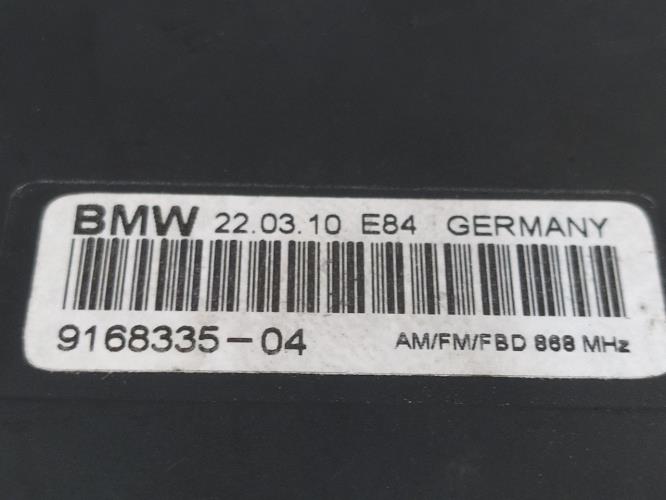 BMW 22.03.10 E84 GERMANY
9168335-04 AM/FM/FBD 868 MHz